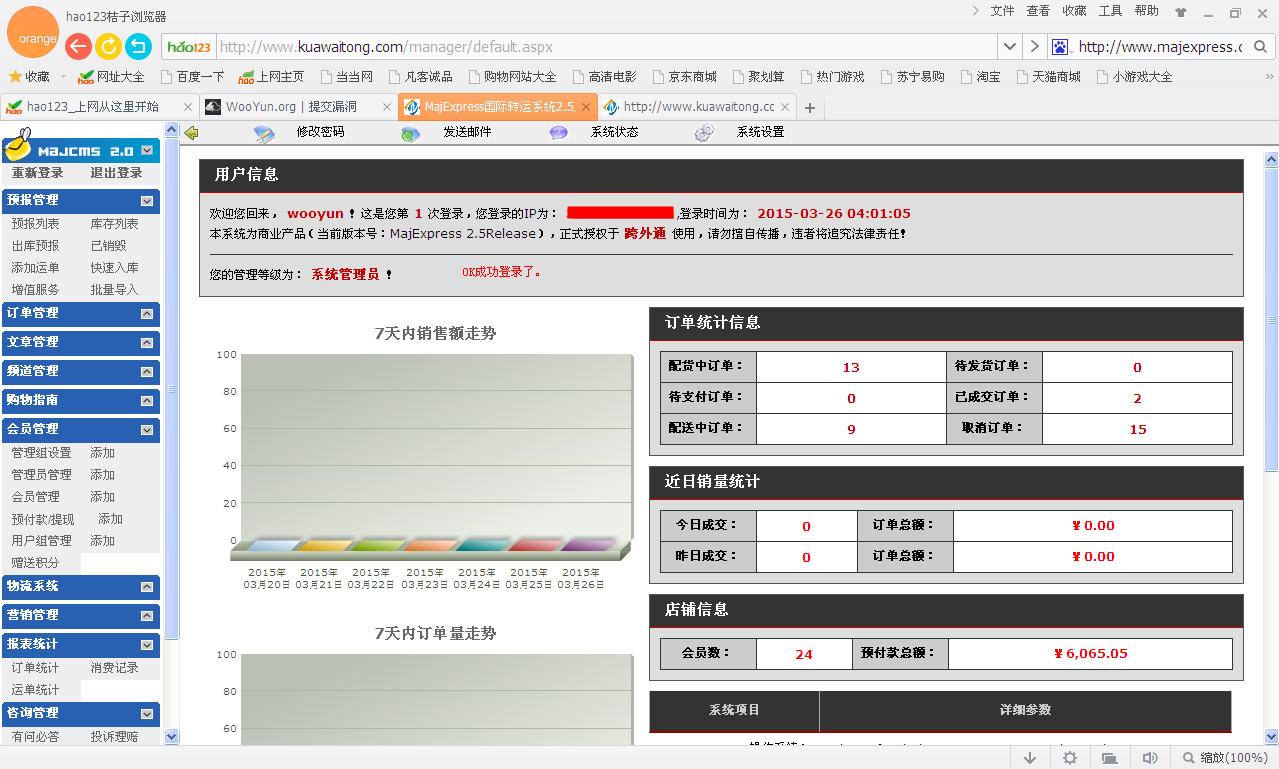 hao123桔子浏览器
文件 查看 收藏 工具 帮助
orange
hao123 http://www.kuawaitong.com/manager/default.aspx
http://www.majexpress.c
收藏 网址大全 百度一下 上网主页 当当网 凡客诚品 购物网站大全 高清电影 京东商城 聚划算 热门游戏 苏宁易购 淘宝 天猫商城 小游戏大全
hao123_上网从这里开始 WooYun.org | 提交漏洞 MajExpress国际转运系统2.5, http://www.kuawaitong.cc
修改密码 发送邮件 系统状态 系统设置
MAJCMS 2.0
重新登录 退出登录
预报管理
预报列表 库存列表
出库预报 已销毁
添加运单 快速入库
增值服务 批量导入
订单管理
文章管理
频道管理
购物指南
会员管理
管理组设置 添加
管理员管理 添加
会员管理 添加
预付款/提现 添加
用户组管理 添加
赠送积分
物流系统
营销管理
报表统计
订单统计 消费记录
运单统计
咨询管理
有问必答 投诉理赔
用户信息
欢迎您回来， wooyun ！这是您第 1 次登录，您登录的IP为： ,登录时间为： 2015-03-26 04:01:05
本系统为商业产品(当前版本号：MajExpress 2.5Release)，正式授权于 跨外通 使用，请勿擅自传播，违者将追究法律责任!
您的管理等级为： 系统管理员 ！ OK成功登录了。
7天内销售额走势
100
80
60
40
20
0
2015年 2015年 2015年 2015年 2015年 2015年 2015年
03月20日 03月21日 03月22日 03月23日 03月24日 03月25日 03月26日
7天内订单量走势
100
80
60
订单统计信息
配货中订单： 13 待发货订单： 0
待支付订单： 0 已成交订单： 2
配送中订单： 9 取消订单： 15
近日销量统计
今日成交： 0 订单总额： ¥ 0.00
昨日成交： 0 订单总额： ¥ 0.00
店铺信息
会员数： 24 预付款总额： ¥ 6,065.05
系统项目 详细参数
缩放(100%)